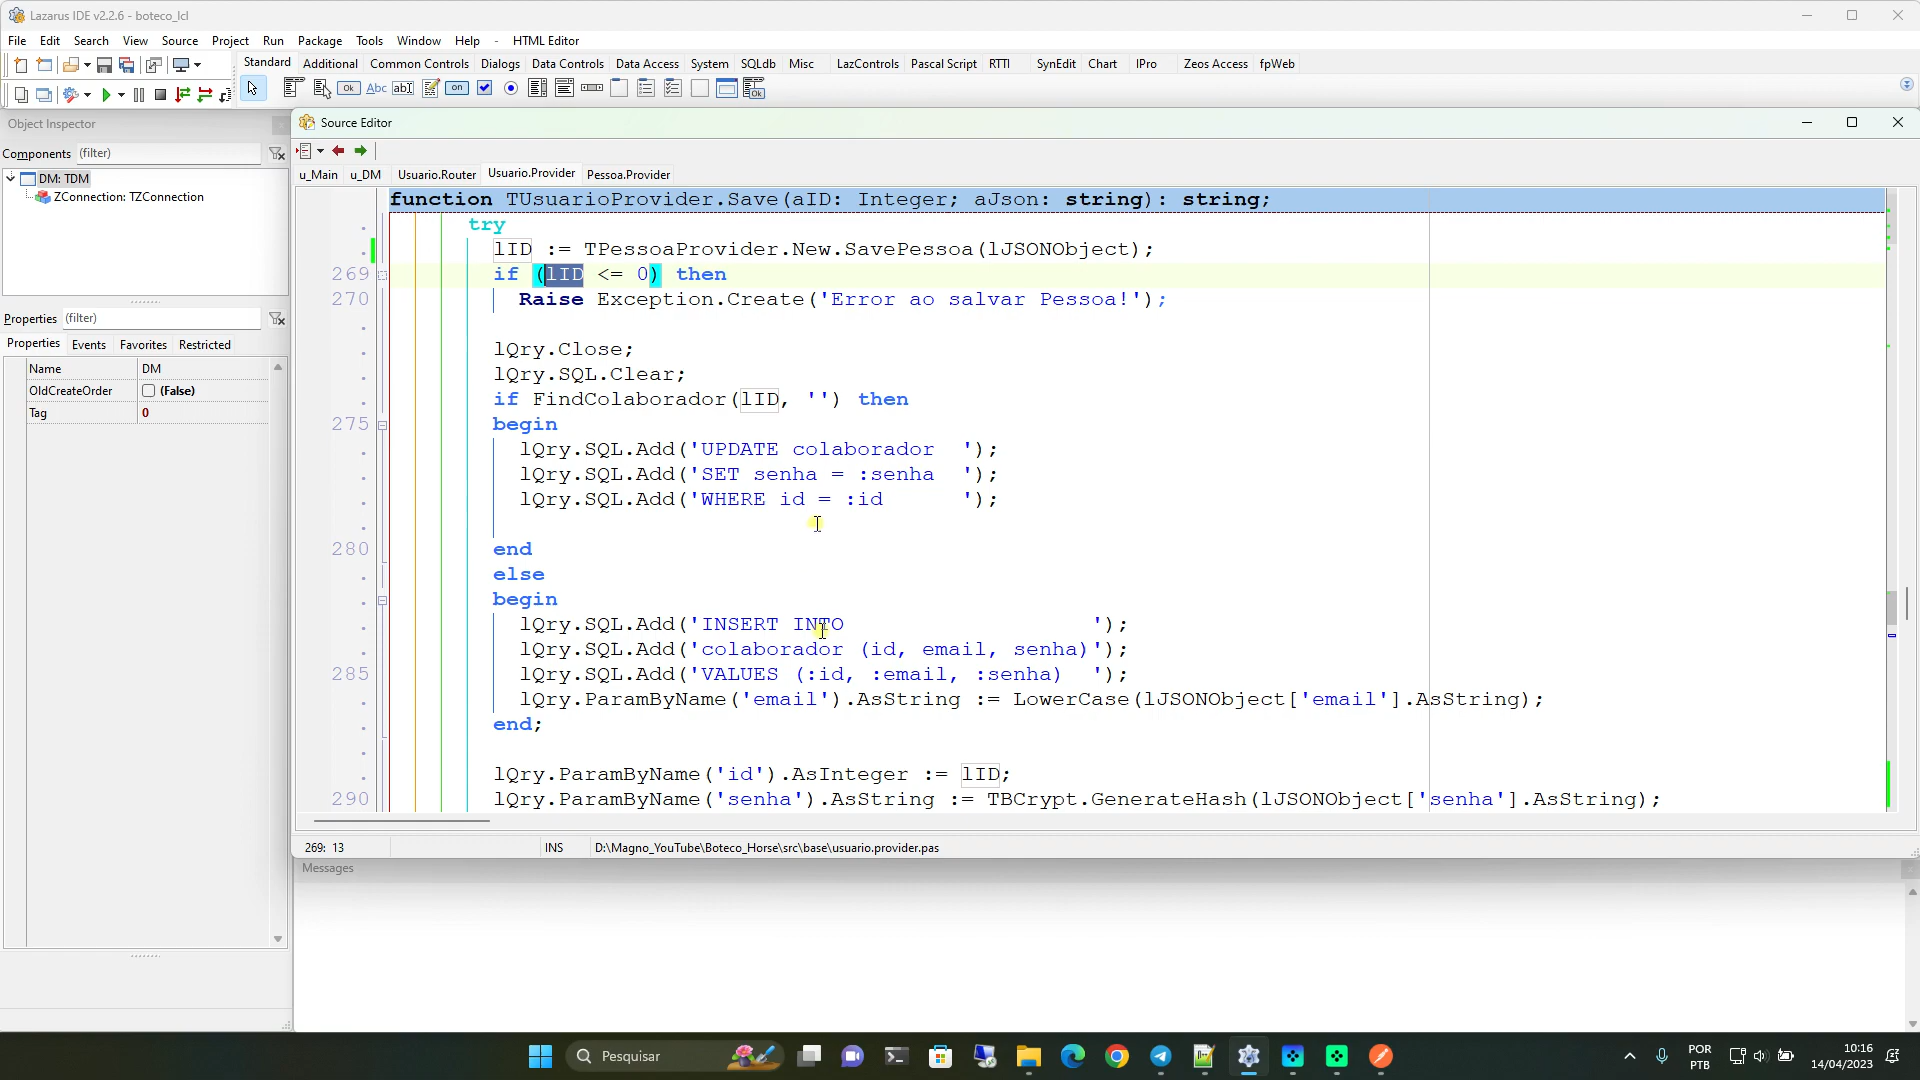 Lazarus IDE v2.2.6 - boteco_lcl
File Edit Search View Source Project Run Package Tools Window Help - HTML Editor
Standard Additional Common Controls Dialogs Data Controls Data Access System SQLdb Misc LazControls Pascal Script RTTI SynEdit Chart IPro Zeos Access fpWeb
Ok Abc ab on
Object Inspector
Components (filter)
DM: TDM
ZConnection: TZConnection
Properties (filter)
Properties Events Favorites Restricted
Name DM
OldCreateOrder (False)
Tag 0
Source Editor
u_Main u_DM Usuario.Router Usuario.Provider Pessoa.Provider
function TUsuarioProvider.Save(aID: Integer; aJson: string): string;
try
lID := TPessoaProvider.New.SavePessoa(lJSONObject);
269 if (lID <= 0) then
270 Raise Exception.Create('Error ao salvar Pessoa!');
lQry.Close;
lQry.SQL.Clear;
if FindColaborador(lID, '') then
275 begin
lQry.SQL.Add('UPDATE colaborador  ');
lQry.SQL.Add('SET senha = :senha  ');
lQry.SQL.Add('WHERE id = :id      ');
280 end
else
begin
lQry.SQL.Add('INSERT INTO                   ');
lQry.SQL.Add('colaborador (id, email, senha)');
285 lQry.SQL.Add('VALUES (:id, :email, :senha)  ');
lQry.ParamByName('email').AsString := LowerCase(lJSONObject['email'].AsString);
end;
lQry.ParamByName('id').AsInteger := lID;
290 lQry.ParamByName('senha').AsString := TBCrypt.GenerateHash(lJSONObject['senha'].AsString);
269: 13 INS D:\Magno_YouTube\Boteco_Horse\src\base\usuario.provider.pas
Messages
Pesquisar
POR
PTB
10:16
14/04/2023